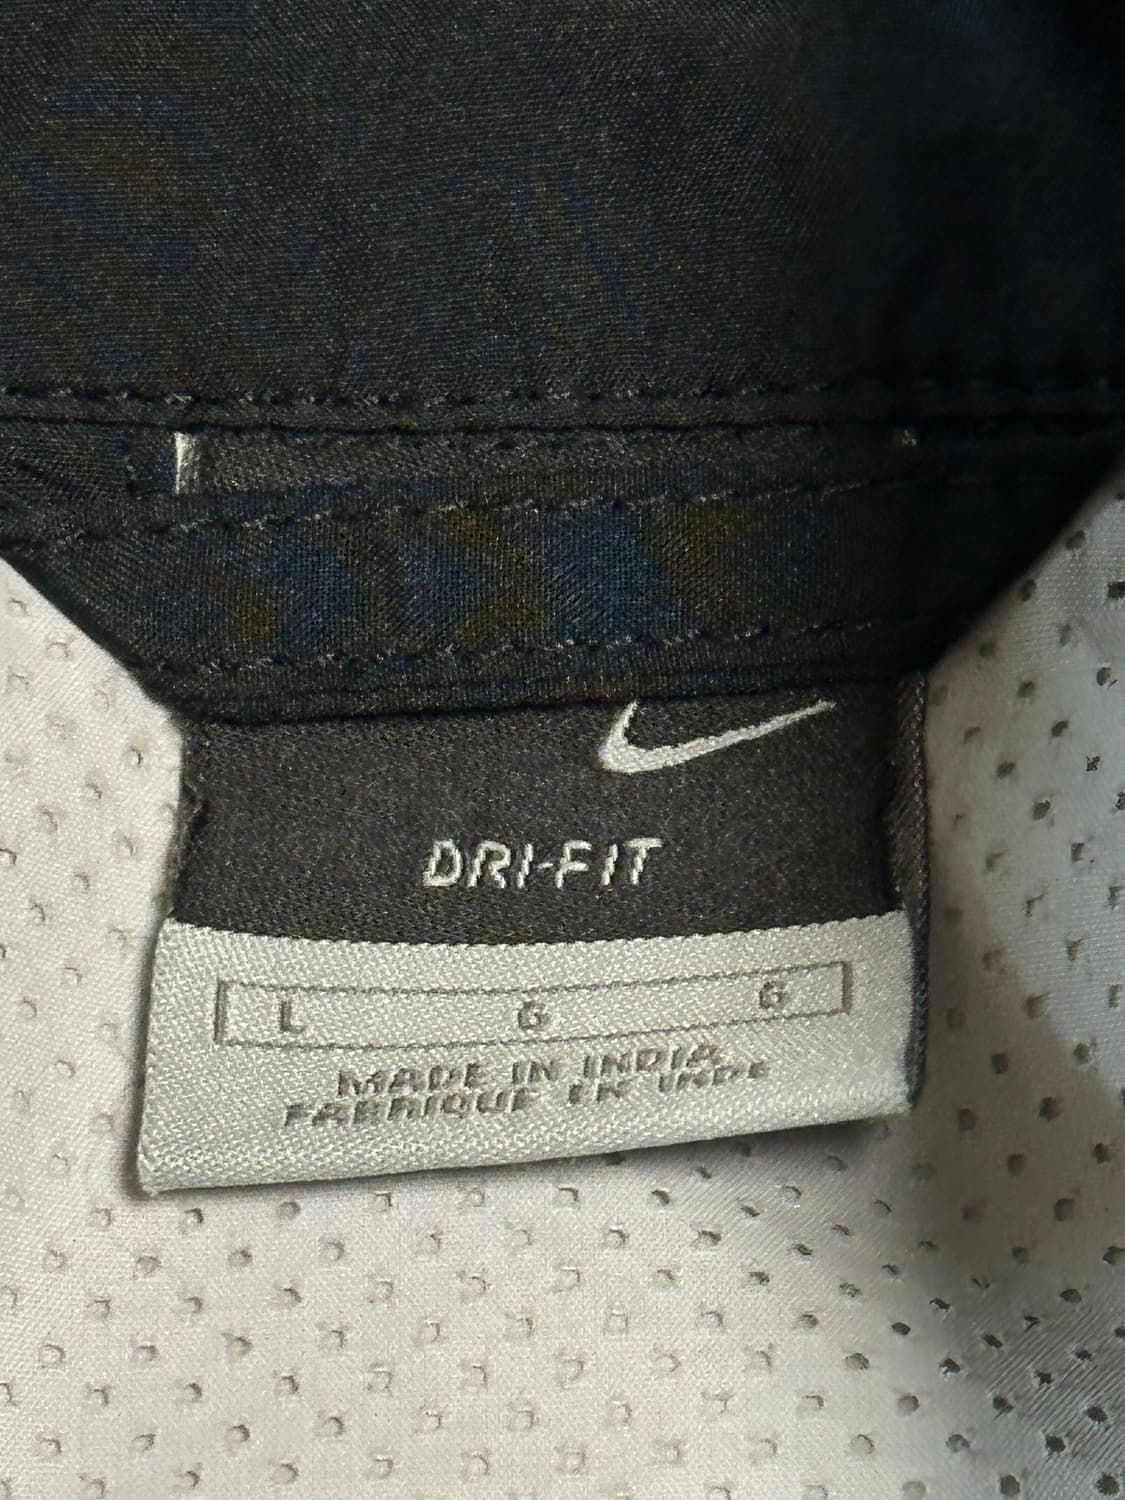 DRI-FIT
L G G
MADE IN INDIA
FABRIQUE EN INDE